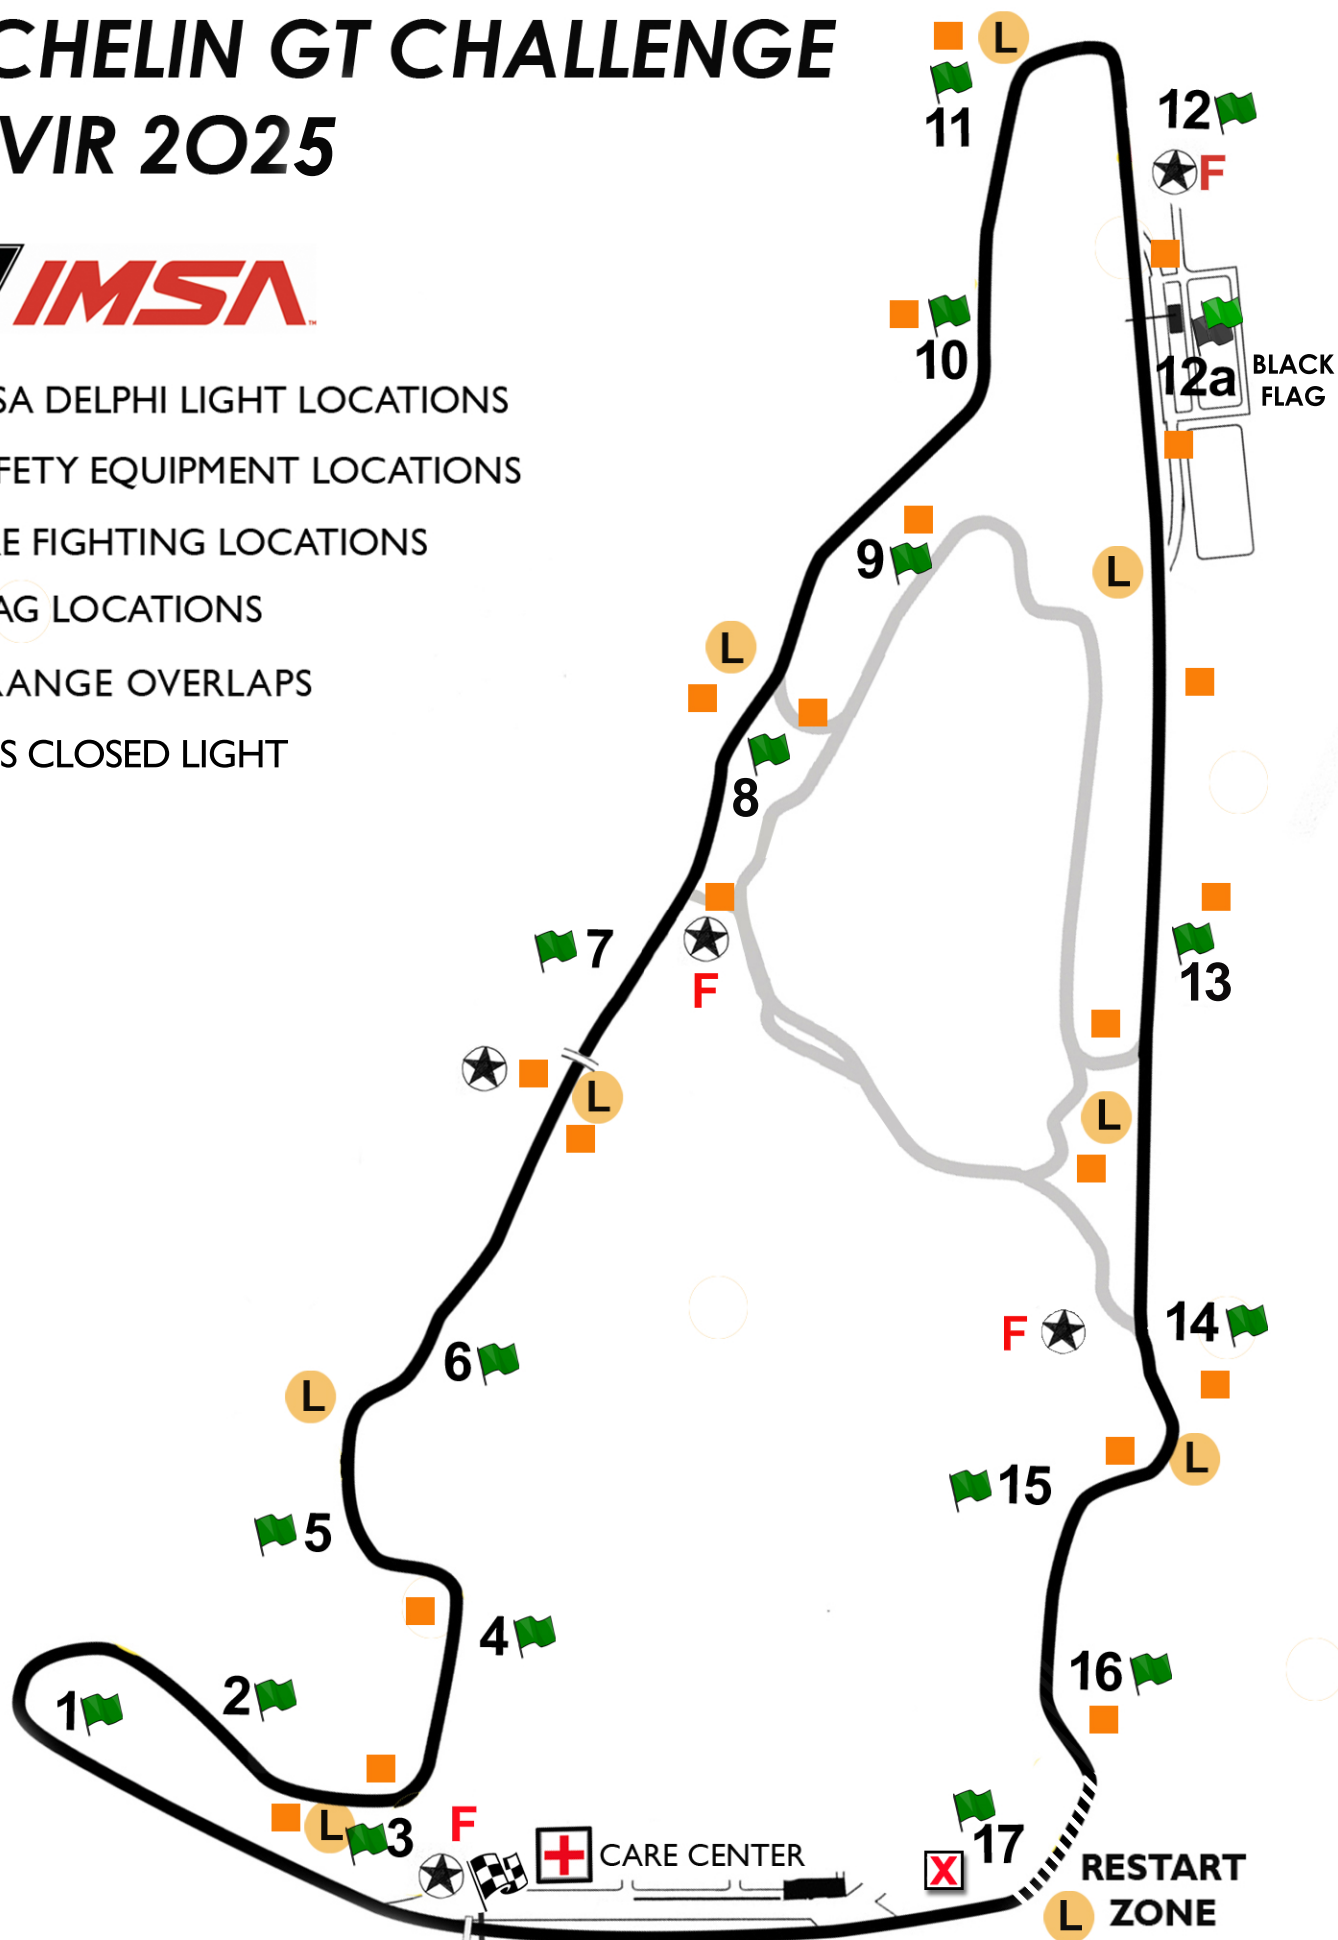 CHELIN GT CHALLENGE
VIR 2025
IMSA
SA DELPHI LIGHT LOCATIONS
FETY EQUIPMENT LOCATIONS
E FIGHTING LOCATIONS
AG LOCATIONS
ANGE OVERLAPS
S CLOSED LIGHT
L
11
12
F
10
12a
BLACK
FLAG
9
L
L
8
7
F
13
L
L
F
14
6
L
15
L
5
4
16
2
1
L
3
F
CARE CENTER
17
X
RESTART
ZONE
L